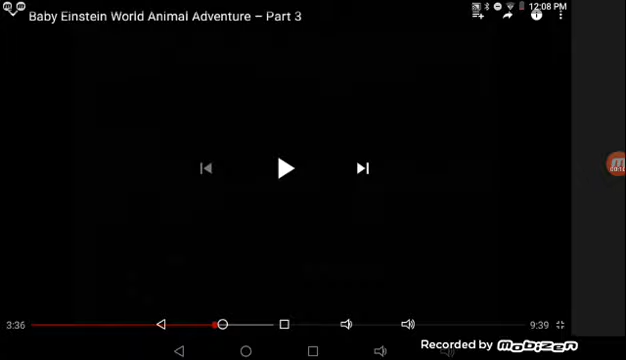 12:08 PM
Baby Einstein World Animal Adventure – Part 3
3:36
9:39
Recorded by mobizen